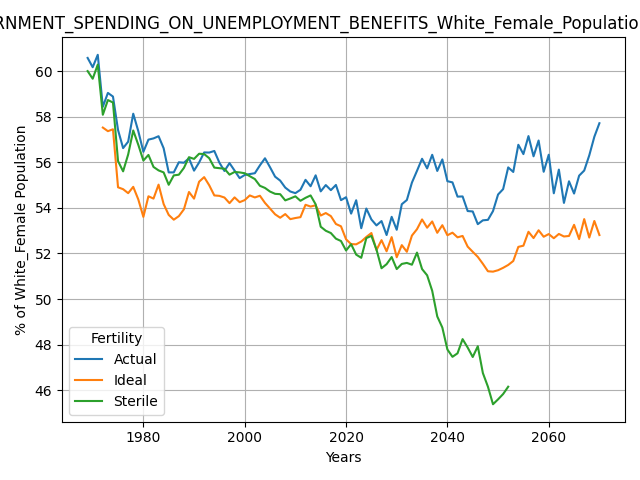 RNMENT_SPENDING_ON_UNEMPLOYMENT_BENEFITS_White_Female_Populatio
% of White_Female Population
60
58
56
54
52
50
48
46
Fertility
Actual
Ideal
Sterile
1980
2000
2020
2040
2060
Years